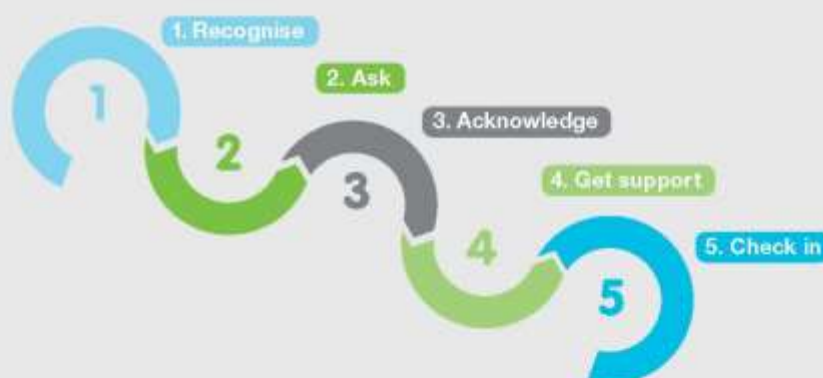 1. Recognise
1
2. Ask
2
3. Acknowledge
3
4. Get support
4
5. Check in
5